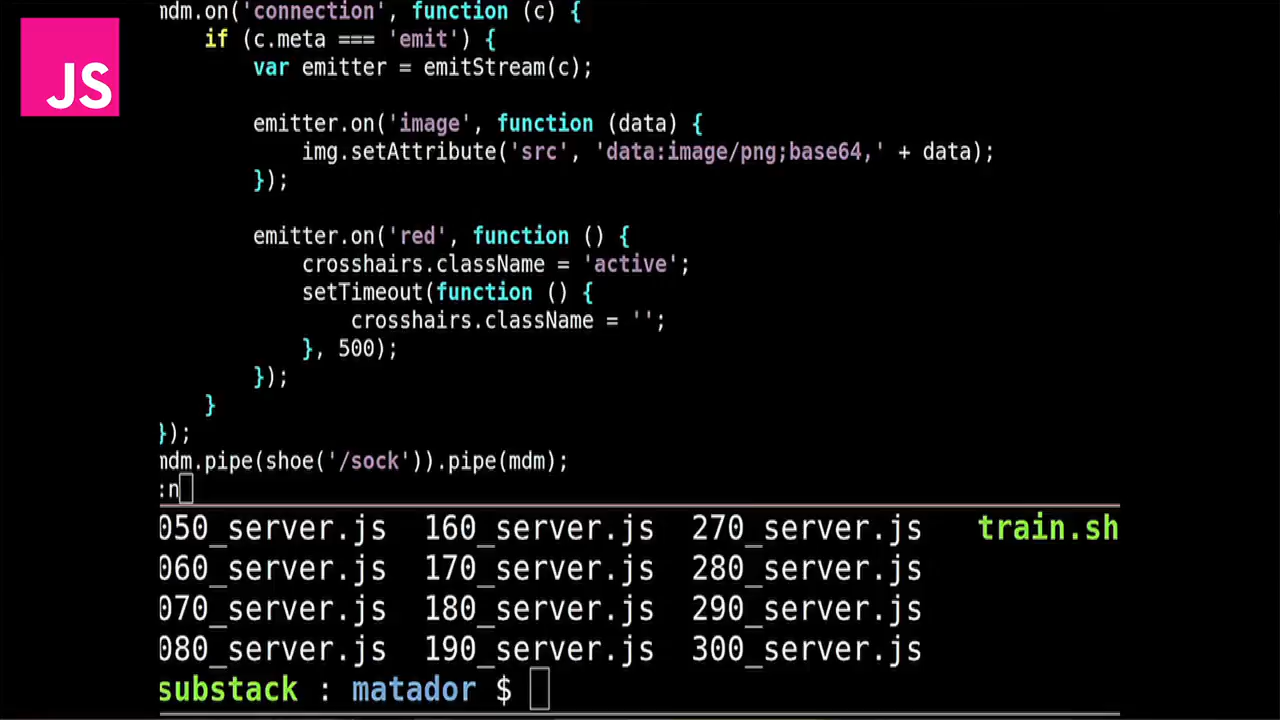 JS
mdm.on('connection', function (c) {
    if (c.meta === 'emit') {
        var emitter = emitStream(c);

        emitter.on('image', function (data) {
            img.setAttribute('src', 'data:image/png;base64,' + data);
        });

        emitter.on('red', function () {
            crosshairs.className = 'active';
            setTimeout(function () {
                crosshairs.className = '';
            }, 500);
        });
    }
});
mdm.pipe(shoe('/sock')).pipe(mdm);
:n
050_server.js 160_server.js 270_server.js train.sh
060_server.js 170_server.js 280_server.js
070_server.js 180_server.js 290_server.js
080_server.js 190_server.js 300_server.js
substack : matador $